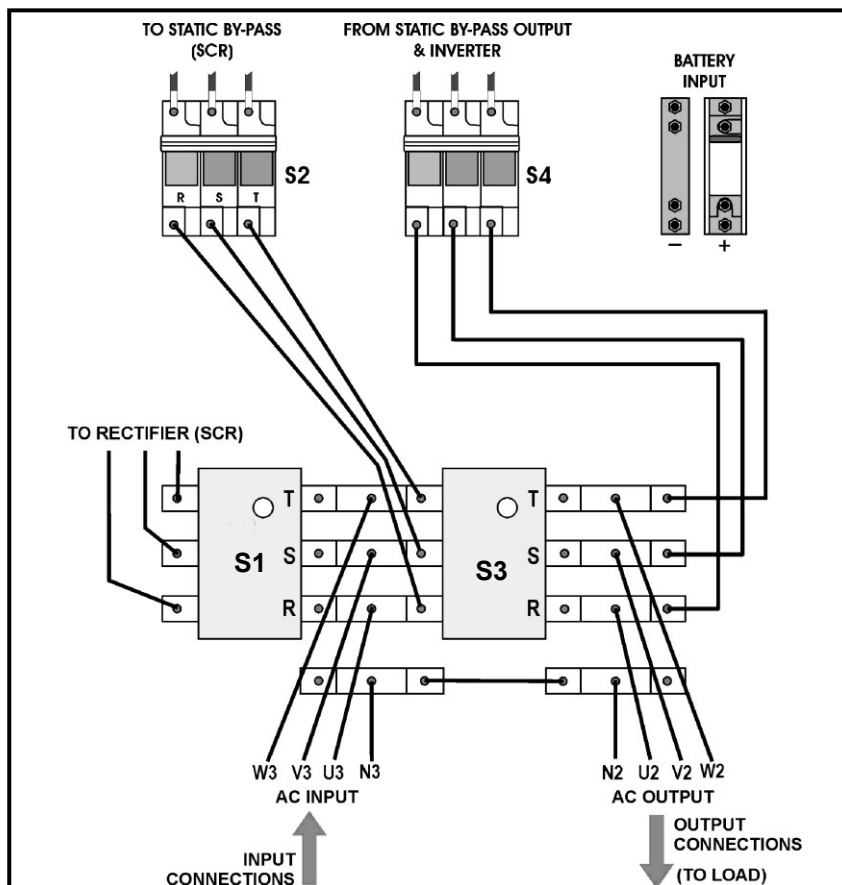 TO STATIC BY-PASS
(SCR)
FROM STATIC BY-PASS OUTPUT
& INVERTER
BATTERY
INPUT
S2
S4
R S T
− +
TO RECTIFIER (SCR)
T
T
S1
S
S3
S
R
R
W3 V3 U3 N3
N2 U2 V2 W2
AC INPUT
AC OUTPUT
INPUT
CONNECTIONS
OUTPUT
CONNECTIONS
(TO LOAD)